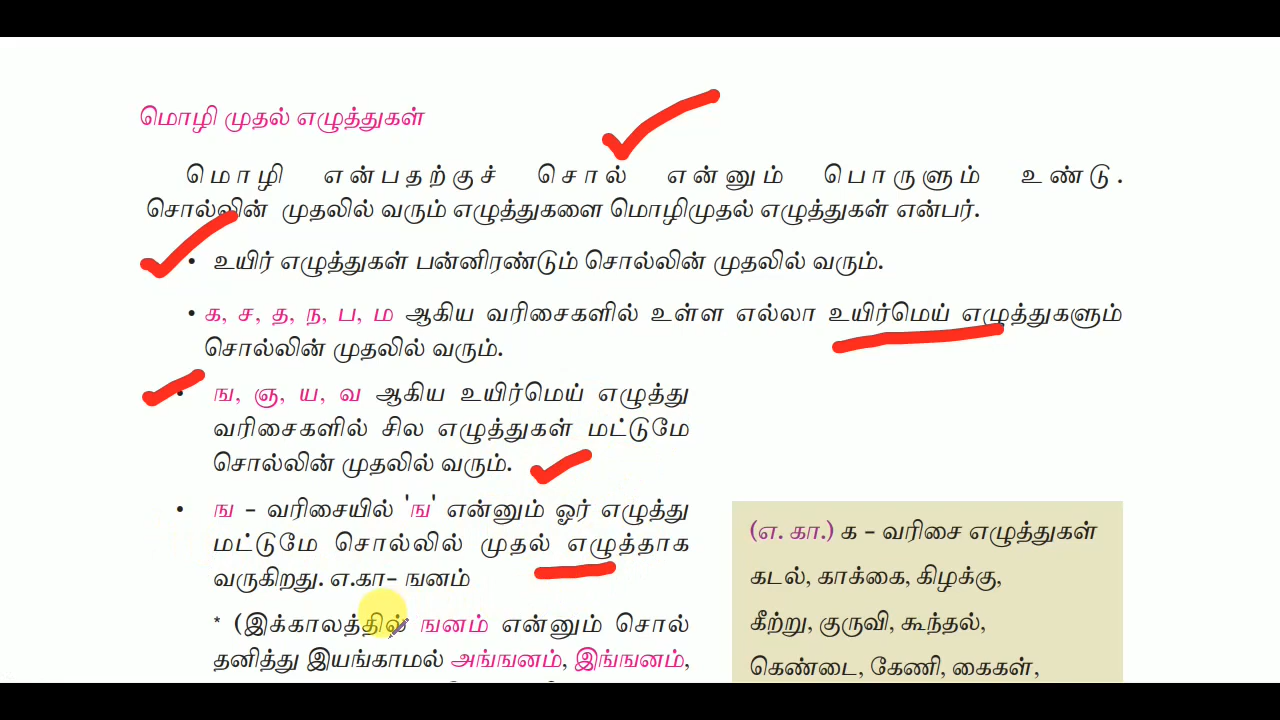 மொழி முதல் எழுத்துகள்
மொழி என்பதற்குச் சொல் என்னும் பொருளும் உண்டு.
சொல்லின் முதலில் வரும் எழுத்துகளை மொழிமுதல் எழுத்துகள் என்பர்.
• உயிர் எழுத்துகள் பன்னிரண்டும் சொல்லின் முதலில் வரும்.
• க, ச, த, ந, ப, ம ஆகிய வரிசைகளில் உள்ள எல்லா உயிர்மெய் எழுத்துகளும்
சொல்லின் முதலில் வரும்.
• ங, ஞ, ய, வ ஆகிய உயிர்மெய் எழுத்து
வரிசைகளில் சில எழுத்துகள் மட்டுமே
சொல்லின் முதலில் வரும்.
• ங – வரிசையில் 'ங' என்னும் ஓர் எழுத்து
மட்டுமே சொல்லில் முதல் எழுத்தாக
வருகிறது. எ.கா– ஙனம்
* (இக்காலத்தில் ஙனம் என்னும் சொல்
தனித்து இயங்காமல் அங்ஙனம், இங்ஙனம்,
(எ. கா.) க – வரிசை எழுத்துகள்
கடல், காக்கை, கிழக்கு,
கீற்று, குருவி, கூந்தல்,
கெண்டை, கேணி, கைகள்,